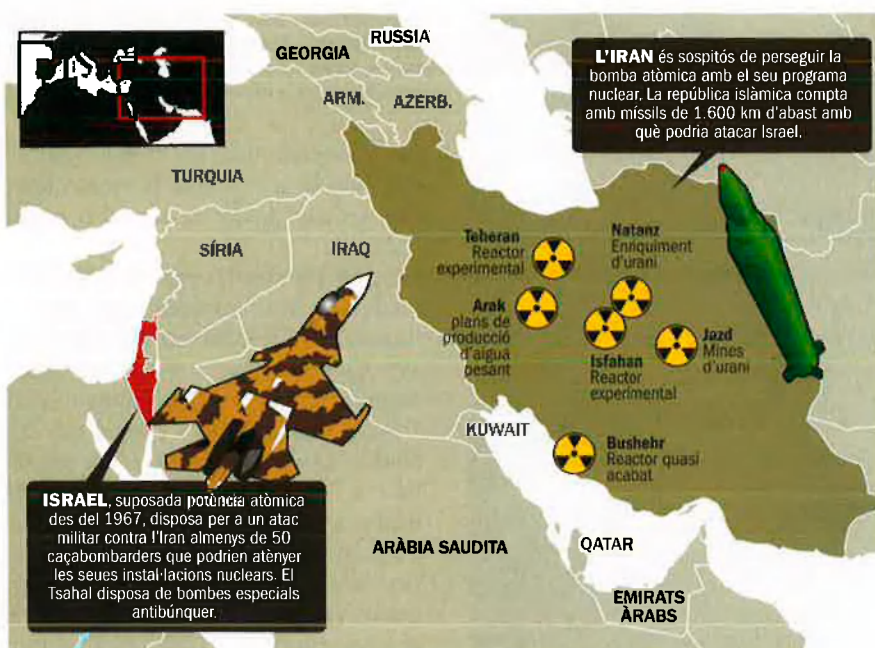 RUSSIA
GEORGIA
ARM.
AZERB.
L'IRAN és sospitós de perseguir la
bomba atòmica amb el seu programa
nuclear. La república islàmica compta
amb míssils de 1.600 km d'abast amb
què podria atacar Israel.
TURQUIA
SÍRIA
IRAQ
Teheran
Reactor
experimental
Natanz
Enriquiment
d'urani
Arak
plans de
producció
d'aigua
pesant
Isfahan
Reactor
experimental
Jazd
Mines
d'urani
KUWAIT
Bushehr
Reactor quasi
acabat
ISRAEL, suposada potència atòmica
des del 1967, disposa per a un atac
militar contra l'Iran almenys de 50
caçabombarders que podrien atènyer
les seues instal·lacions nuclears. El
Tsahal disposa de bombes especials
antibúnquer.
ARÀBIA SAUDITA
QATAR
EMIRATS
ÀRABS